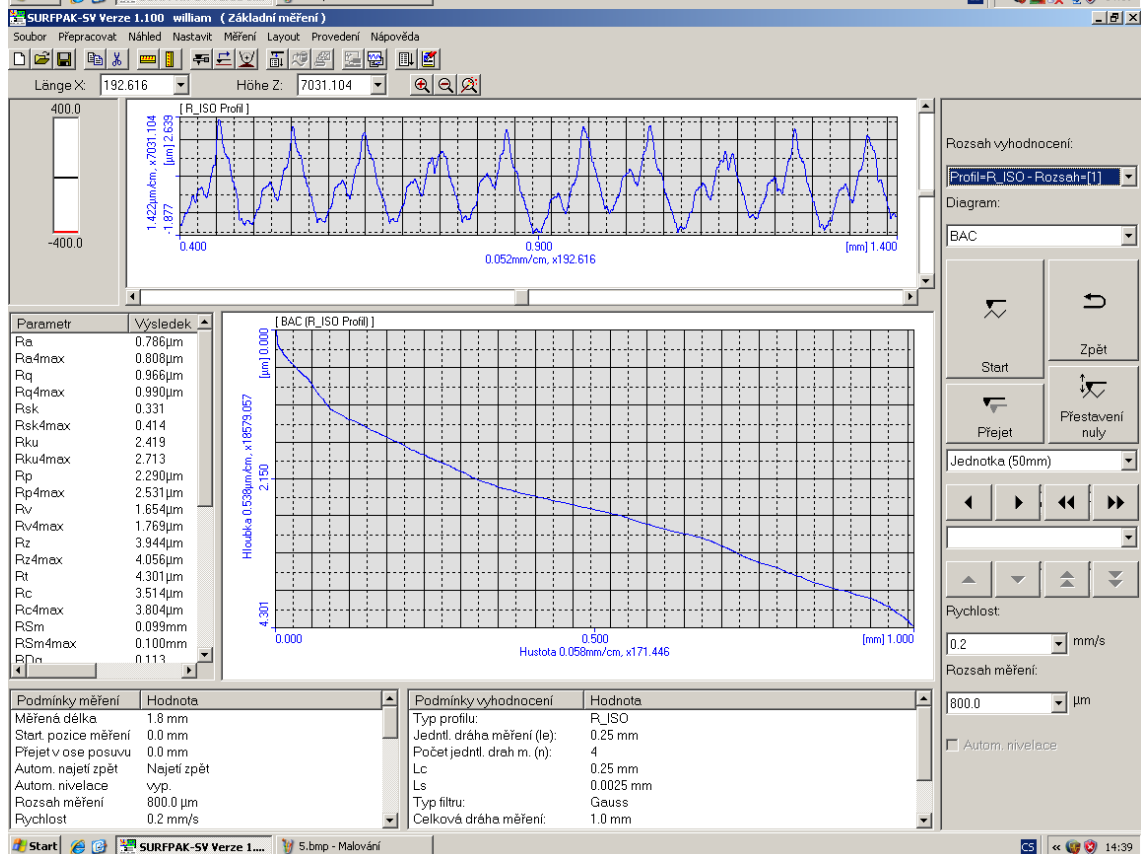 SURFPAK-SV Verze 1.100 william ( Základní měření )
Soubor Přepracovat Náhled Nastavit Měření Layout Provedení Nápověda
Länge X: 192.616 Höhe Z: 7031.104
400.0
-400.0
[ R_ISO Profil ]
1.422µm/cm, x7031.104
-1.877 [µm] 2.639
0.400 0.900 [mm] 1.400
0.052mm/cm, x192.616
Rozsah vyhodnocení:
Profil=R_ISO - Rozsah=[1]
Diagram:
BAC
Start
Zpět
Přejet
Přestavení
nuly
Jednotka (50mm)
Rychlost:
0.2 mm/s
Rozsah měření:
800.0 µm
Autom. nivelace
Parametr Výsledek
Ra 0.786µm
Ra4max 0.808µm
Rq 0.966µm
Rq4max 0.990µm
Rsk 0.331
Rsk4max 0.414
Rku 2.419
Rku4max 2.713
Rp 2.290µm
Rp4max 2.531µm
Rv 1.654µm
Rv4max 1.769µm
Rz 3.944µm
Rz4max 4.056µm
Rt 4.301µm
Rc 3.514µm
Rc4max 3.804µm
RSm 0.099mm
RSm4max 0.100mm
RDq 0.113
[ BAC (R_ISO Profil) ]
Hloubka 0.538µm/cm, x18579.057
4.301 2.150 [µm] 0.000
0.000 0.500 [mm] 1.000
Hustota 0.058mm/cm, x171.446
Podmínky měření Hodnota
Měřená délka 1.8 mm
Start. pozice měření 0.0 mm
Přejet v ose posuvu 0.0 mm
Autom. najetí zpět Najetí zpět
Autom. nivelace vyp.
Rozsah měření 800.0 µm
Rychlost 0.2 mm/s
Podmínky vyhodnocení Hodnota
Typ profilu: R_ISO
Jedntl. dráha měření (le): 0.25 mm
Počet jedntl. drah m. (n): 4
Lc 0.25 mm
Ls 0.0025 mm
Typ filtru: Gauss
Celková dráha měření: 1.0 mm
Start SURFPAK-SV Verze 1.... 5.bmp - Malování CS « 14:39